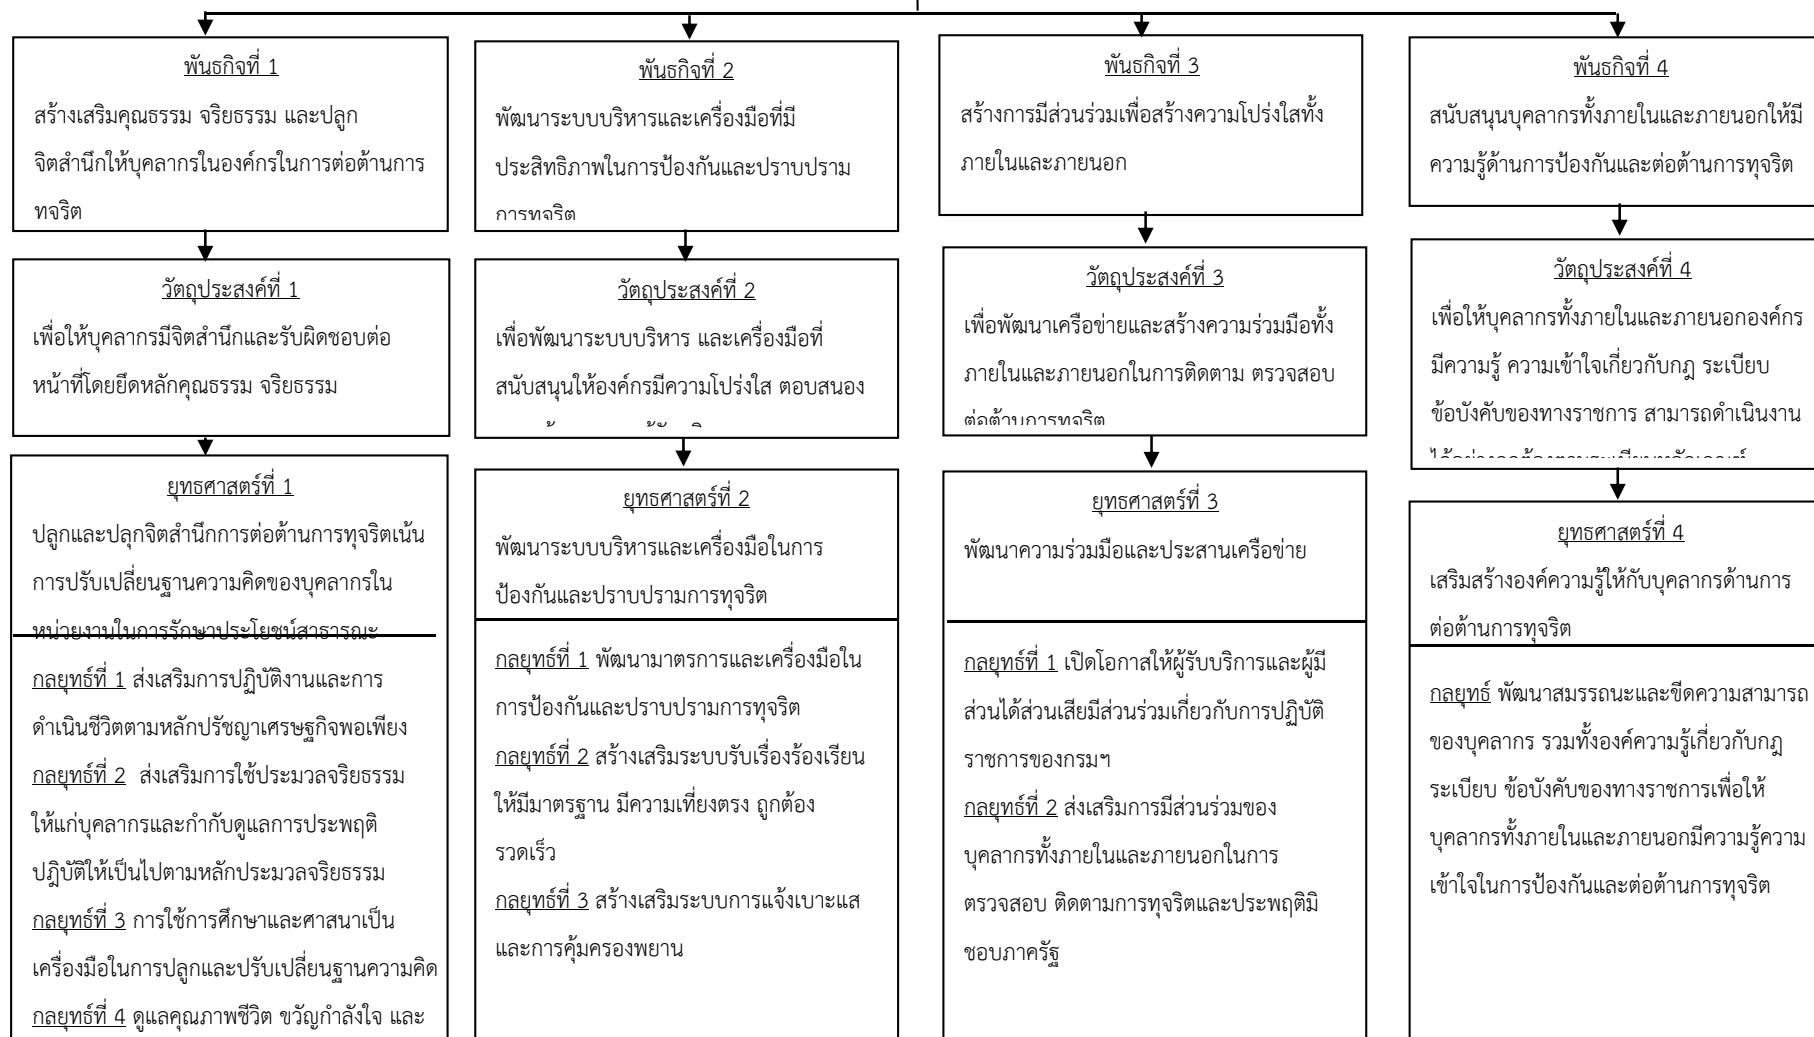 พันธกิจที่ 1
สร้างเสริมคุณธรรม จริยธรรม และปลูก
จิตสำนึกให้บุคลากรในองค์กรในการต่อต้านการ
ทุจริต
วัตถุประสงค์ที่ 1
เพื่อให้บุคลากรมีจิตสำนึกและรับผิดชอบต่อ
หน้าที่โดยยึดหลักคุณธรรม จริยธรรม
ยุทธศาสตร์ที่ 1
ปลูกและปลุกจิตสำนึกการต่อต้านการทุจริตเน้น
การปรับเปลี่ยนฐานความคิดของบุคลากรใน
หน่วยงานในการรักษาประโยชน์สาธารณะ
กลยุทธ์ที่ 1 ส่งเสริมการปฏิบัติงานและการ
ดำเนินชีวิตตามหลักปรัชญาเศรษฐกิจพอเพียง
กลยุทธ์ที่ 2 ส่งเสริมการใช้ประมวลจริยธรรม
ให้แก่บุคลากรและกำกับดูแลการประพฤติ
ปฏิบัติให้เป็นไปตามหลักประมวลจริยธรรม
กลยุทธ์ที่ 3 การใช้การศึกษาและศาสนาเป็น
เครื่องมือในการปลูกและปรับเปลี่ยนฐานความคิด
กลยุทธ์ที่ 4 ดูแลคุณภาพชีวิต ขวัญกำลังใจ และ
พันธกิจที่ 2
พัฒนาระบบบริหารและเครื่องมือที่มี
ประสิทธิภาพในการป้องกันและปราบปราม
การทุจริต
วัตถุประสงค์ที่ 2
เพื่อพัฒนาระบบบริหาร และเครื่องมือที่
สนับสนุนให้องค์กรมีความโปร่งใส ตอบสนอง
ยุทธศาสตร์ที่ 2
พัฒนาระบบบริหารและเครื่องมือในการ
ป้องกันและปราบปรามการทุจริต
กลยุทธ์ที่ 1 พัฒนามาตรการและเครื่องมือใน
การป้องกันและปราบปรามการทุจริต
กลยุทธ์ที่ 2 สร้างเสริมระบบรับเรื่องร้องเรียน
ให้มีมาตรฐาน มีความเที่ยงตรง ถูกต้อง
รวดเร็ว
กลยุทธ์ที่ 3 สร้างเสริมระบบการแจ้งเบาะแส
และการคุ้มครองพยาน
พันธกิจที่ 3
สร้างการมีส่วนร่วมเพื่อสร้างความโปร่งใสทั้ง
ภายในและภายนอก
วัตถุประสงค์ที่ 3
เพื่อพัฒนาเครือข่ายและสร้างความร่วมมือทั้ง
ภายในและภายนอกในการติดตาม ตรวจสอบ
ต่อต้านการทุจริต
ยุทธศาสตร์ที่ 3
พัฒนาความร่วมมือและประสานเครือข่าย
กลยุทธ์ที่ 1 เปิดโอกาสให้ผู้รับบริการและผู้มี
ส่วนได้ส่วนเสียมีส่วนร่วมเกี่ยวกับการปฏิบัติ
ราชการของกรมฯ
กลยุทธ์ที่ 2 ส่งเสริมการมีส่วนร่วมของ
บุคลากรทั้งภายในและภายนอกในการ
ตรวจสอบ ติดตามการทุจริตและประพฤติมิ
ชอบภาครัฐ
พันธกิจที่ 4
สนับสนุนบุคลากรทั้งภายในและภายนอกให้มี
ความรู้ด้านการป้องกันและต่อต้านการทุจริต
วัตถุประสงค์ที่ 4
เพื่อให้บุคลากรทั้งภายในและภายนอกองค์กร
มีความรู้ ความเข้าใจเกี่ยวกับกฎ ระเบียบ
ข้อบังคับของทางราชการ สามารถดำเนินงาน
ยุทธศาสตร์ที่ 4
เสริมสร้างองค์ความรู้ให้กับบุคลากรด้านการ
ต่อต้านการทุจริต
กลยุทธ์ พัฒนาสมรรถนะและขีดความสามารถ
ของบุคลากร รวมทั้งองค์ความรู้เกี่ยวกับกฎ
ระเบียบ ข้อบังคับของทางราชการเพื่อให้
บุคลากรทั้งภายในและภายนอกมีความรู้ความ
เข้าใจในการป้องกันและต่อต้านการทุจริต